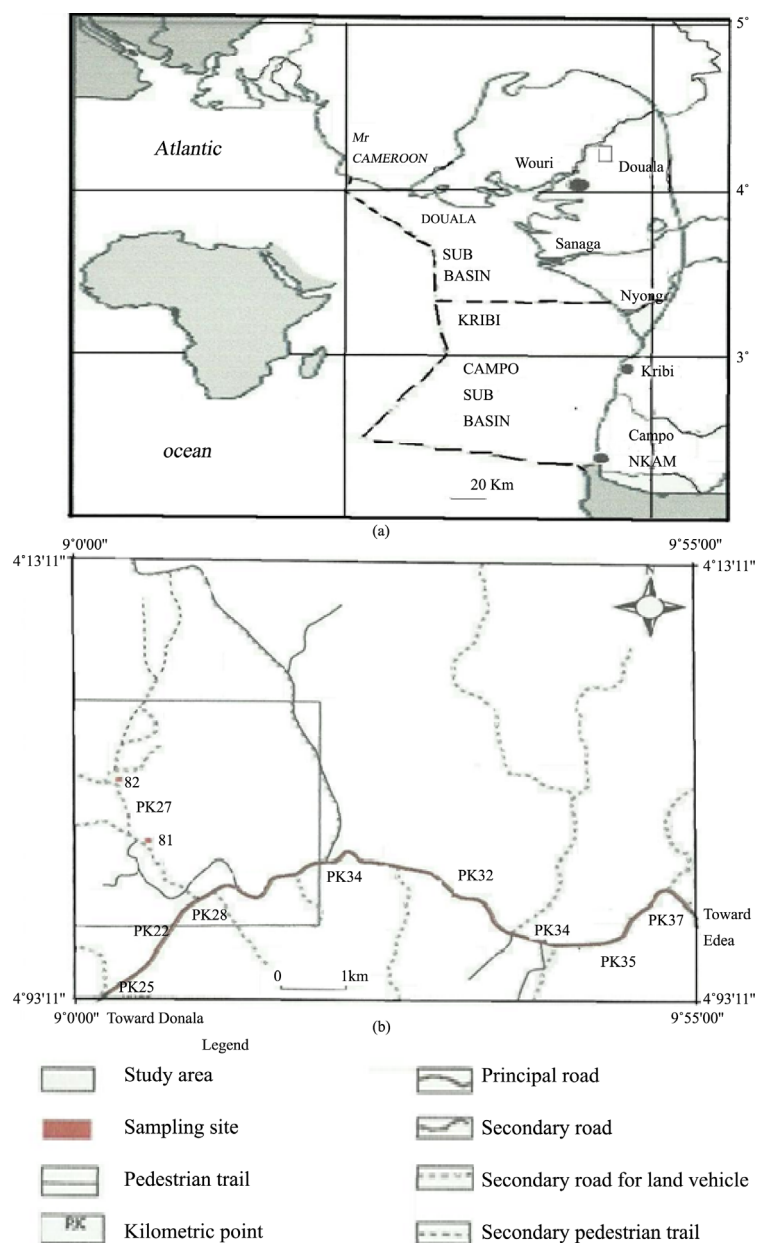 5°
Atlantic
Mr
CAMEROON
Wouri
Douala
4°
DOUALA
SUB
BASIN
Sanaga
Nyong
KRIBI
3°
CAMPO
SUB
BASIN
Kribi
ocean
Campo
NKAM
20 Km
(a)
9°0'00" 9°55'00"
4°13'11" 4°13'11"
N
82
PK27
81
PK34
PK32
PK28
PK22
PK34
PK37
Toward
Edea
PK35
PK25
0 1km
4°93'11" 4°93'11"
9°0'000" Toward Donala 9°55'00"
(b)
Legend
Study area Principal road
Sampling site Secondary road
Pedestrian trail Secondary road for land vehicle
PK Kilometric point Secondary pedestrian trail